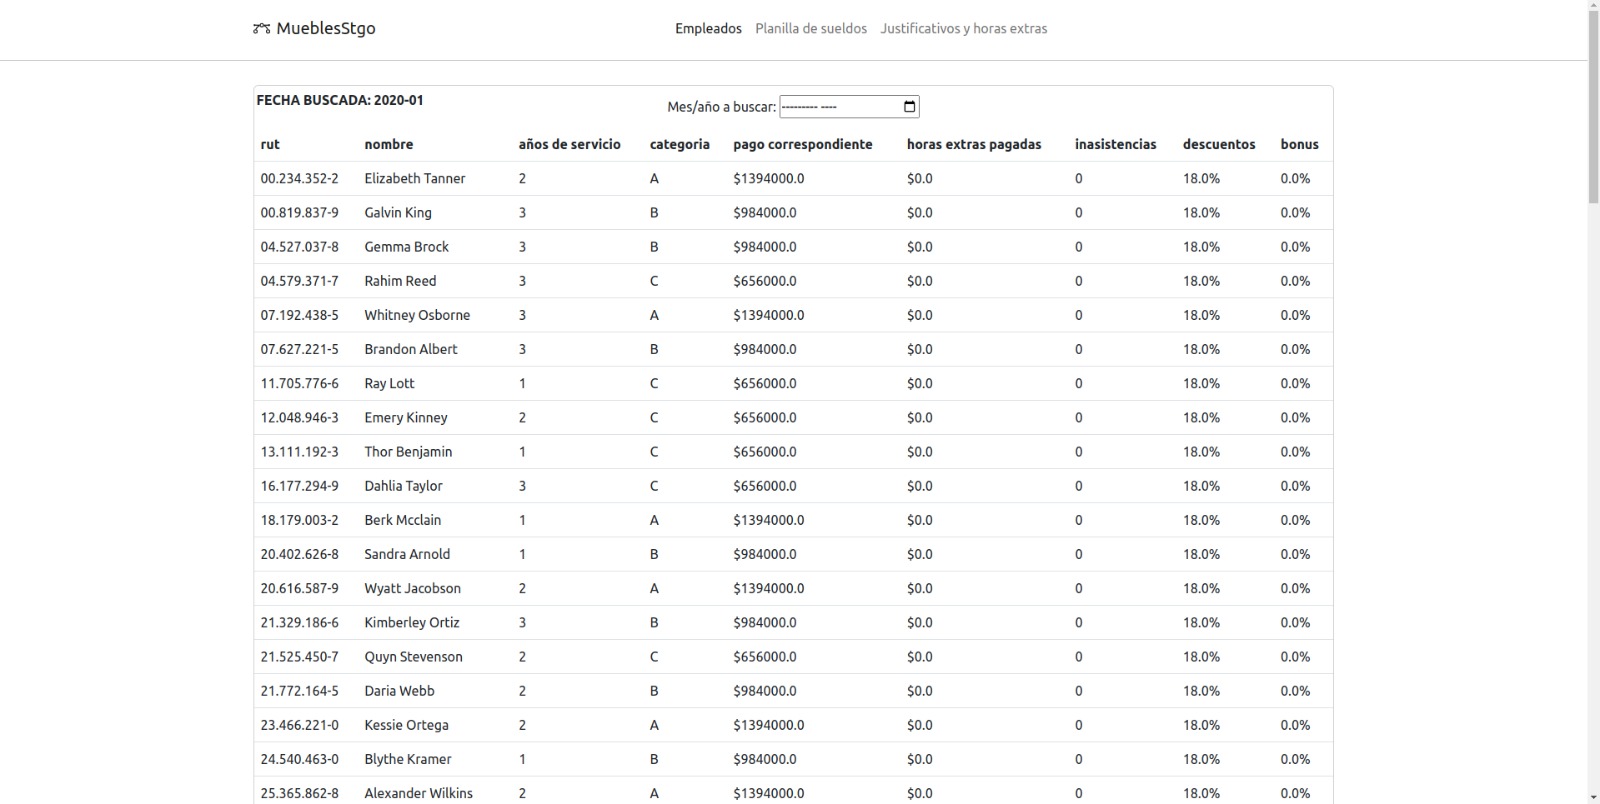 MueblesStgo Empleados Planilla de sueldos Justificativos y horas extras
FECHA BUSCADA: 2020-01 Mes/año a buscar: --------- ----
rut nombre años de servicio categoria pago correspondiente horas extras pagadas inasistencias descuentos bonus
00.234.352-2 Elizabeth Tanner 2 A $1394000.0 $0.0 0 18.0% 0.0%
00.819.837-9 Galvin King 3 B $984000.0 $0.0 0 18.0% 0.0%
04.527.037-8 Gemma Brock 3 B $984000.0 $0.0 0 18.0% 0.0%
04.579.371-7 Rahim Reed 3 C $656000.0 $0.0 0 18.0% 0.0%
07.192.438-5 Whitney Osborne 3 A $1394000.0 $0.0 0 18.0% 0.0%
07.627.221-5 Brandon Albert 3 B $984000.0 $0.0 0 18.0% 0.0%
11.705.776-6 Ray Lott 1 C $656000.0 $0.0 0 18.0% 0.0%
12.048.946-3 Emery Kinney 2 C $656000.0 $0.0 0 18.0% 0.0%
13.111.192-3 Thor Benjamin 1 C $656000.0 $0.0 0 18.0% 0.0%
16.177.294-9 Dahlia Taylor 3 C $656000.0 $0.0 0 18.0% 0.0%
18.179.003-2 Berk Mcclain 1 A $1394000.0 $0.0 0 18.0% 0.0%
20.402.626-8 Sandra Arnold 1 B $984000.0 $0.0 0 18.0% 0.0%
20.616.587-9 Wyatt Jacobson 2 A $1394000.0 $0.0 0 18.0% 0.0%
21.329.186-6 Kimberley Ortiz 3 B $984000.0 $0.0 0 18.0% 0.0%
21.525.450-7 Quyn Stevenson 2 C $656000.0 $0.0 0 18.0% 0.0%
21.772.164-5 Daria Webb 2 B $984000.0 $0.0 0 18.0% 0.0%
23.466.221-0 Kessie Ortega 2 A $1394000.0 $0.0 0 18.0% 0.0%
24.540.463-0 Blythe Kramer 1 B $984000.0 $0.0 0 18.0% 0.0%
25.365.862-8 Alexander Wilkins 2 A $1394000.0 $0.0 0 18.0% 0.0%